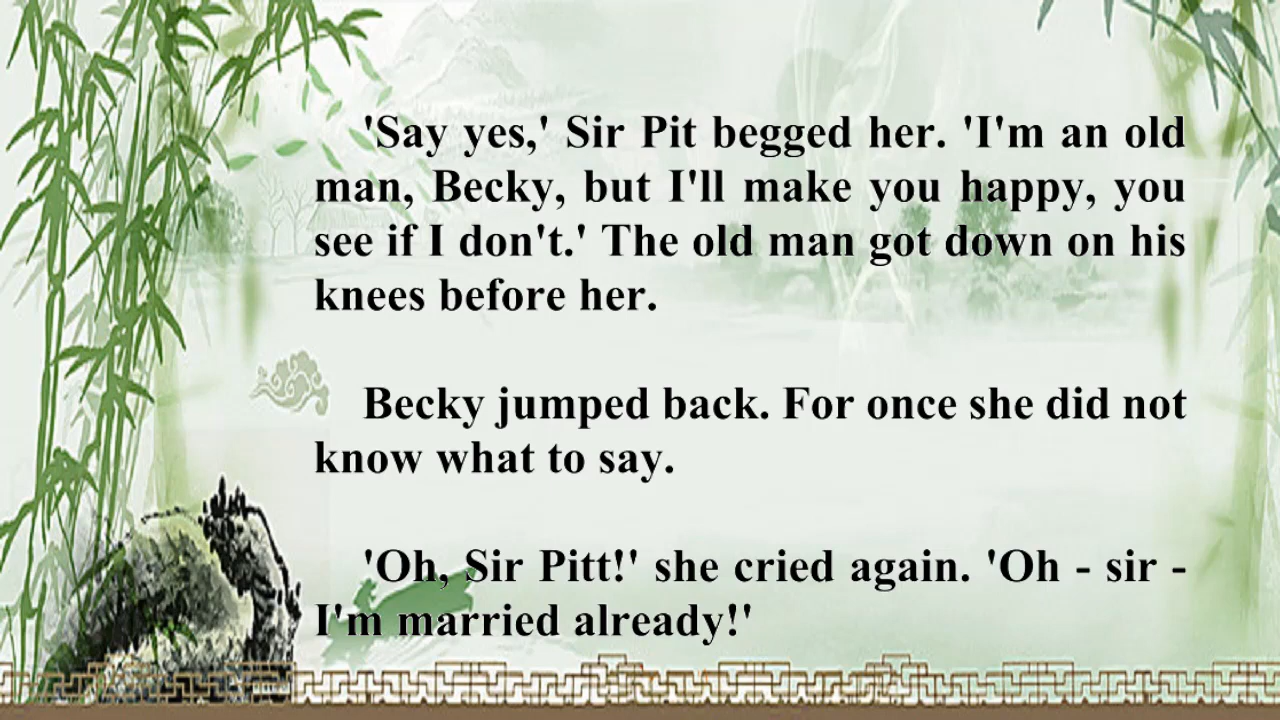 'Say yes,' Sir Pit begged her. 'I'm an old
man, Becky, but I'll make you happy, you
see if I don't.' The old man got down on his
knees before her.
Becky jumped back. For once she did not
know what to say.
'Oh, Sir Pitt!' she cried again. 'Oh - sir -
I'm married already!'